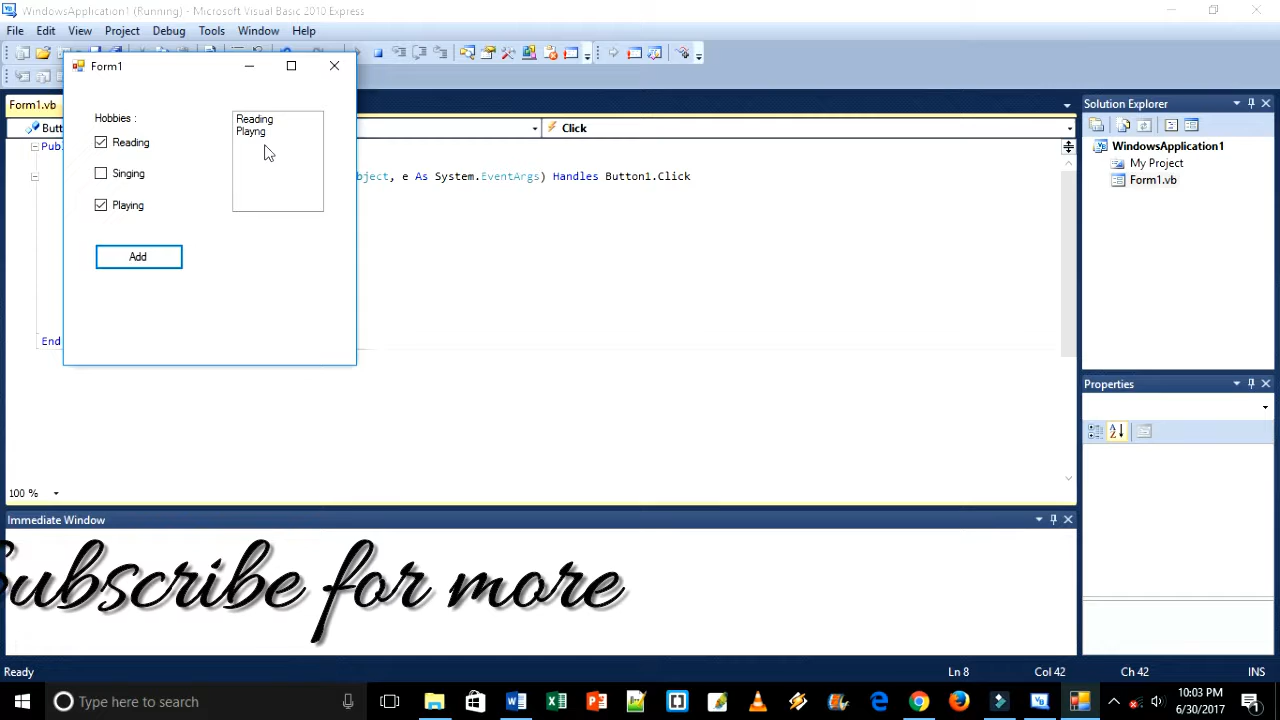 WindowsApplication1 (Running) - Microsoft Visual Basic 2010 Express
File Edit View Project Debug Tools Window Help
Form1
Form1.vb
Solution Explorer
Click
WindowsApplication1
My Project
Form1.vb
Hobbies :
Reading
Singing
Playing
Add
Reading
Playng
bject, e As System.EventArgs) Handles Button1.Click
End
Properties
100 %
Immediate Window
Subscribe for more
Ready
Ln 8
Col 42
Ch 42
INS
Type here to search
10:03 PM
6/30/2017